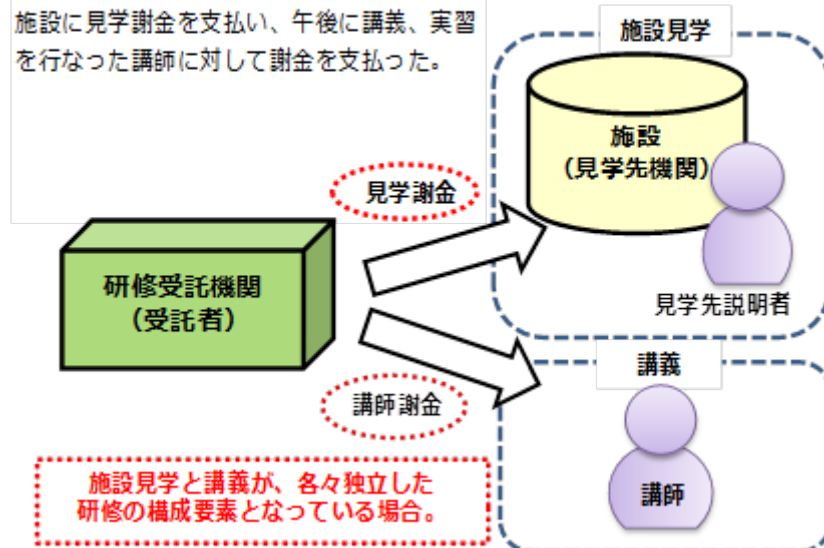 施設に見学謝金を支払い、午後に講義、実習
を行なった講師に対して謝金を支払った。
施設見学
施設
（見学先機関）
見学謝金
研修受託機関
（受託者）
見学先説明者
講義
講師謝金
講師
施設見学と講義が、各々独立した
研修の構成要素となっている場合。